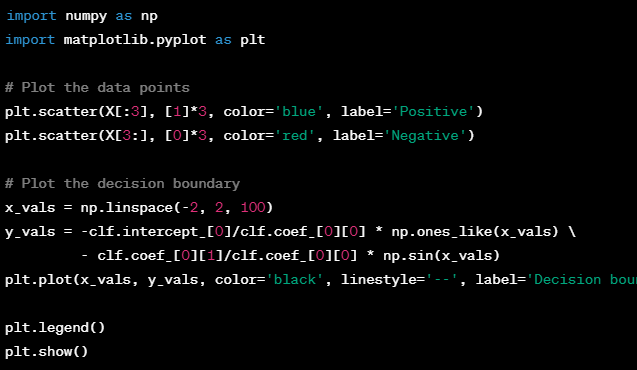 import numpy as np
import matplotlib.pyplot as plt
# Plot the data points
plt.scatter(X[:3], [1]*3, color='blue', label='Positive')
plt.scatter(X[3:], [0]*3, color='red', label='Negative')
# Plot the decision boundary
x_vals = np.linspace(-2, 2, 100)
y_vals = -clf.intercept_[0]/clf.coef_[0][0] * np.ones_like(x_vals) \
- clf.coef_[0][1]/clf.coef_[0][0] * np.sin(x_vals)
plt.plot(x_vals, y_vals, color='black', linestyle='--', label='Decision bou
plt.legend()
plt.show()